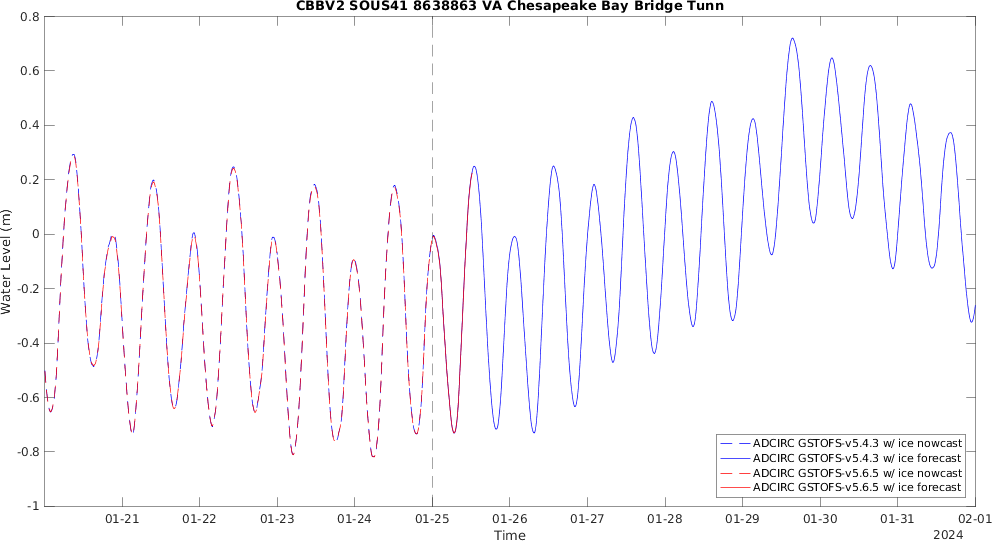 CBBV2 SOUS41 8638863 VA Chesapeake Bay Bridge Tunn
0.8
0.6
0.4
0.2
0
-0.2
-0.4
-0.6
-0.8
-1
Water Level (m)
ADCIRC GSTOFS-v5.4.3 w/ ice nowcast
ADCIRC GSTOFS-v5.4.3 w/ ice forecast
ADCIRC GSTOFS-v5.6.5 w/ ice nowcast
ADCIRC GSTOFS-v5.6.5 w/ ice forecast
01-21 01-22 01-23 01-24 01-25 01-26 01-27 01-28 01-29 01-30 01-31 02-01
Time
2024